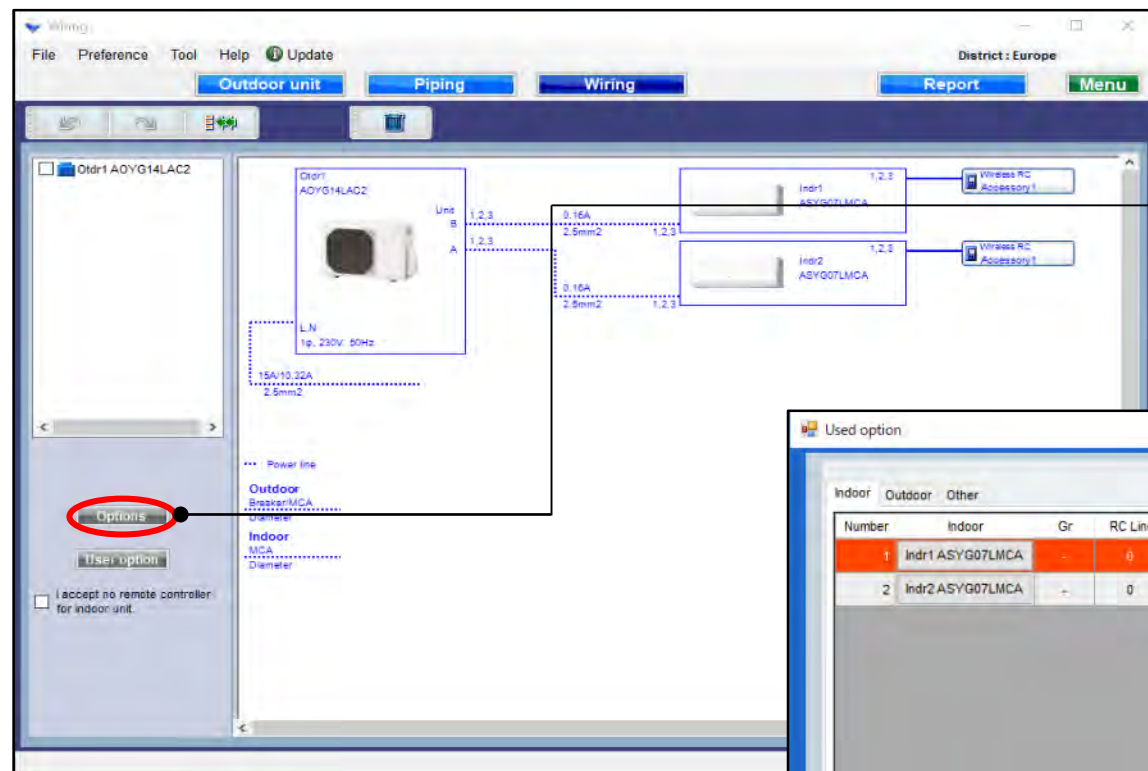 Wiring
File Preference Tool Help Update
District : Europe
Outdoor unit Piping Wiring Report Menu
Otdr1 AOYG14LAC2
Otdr1
AOYG14LAC2
Unit
B
1,2,3
A
1,2,3
L,N
1φ, 230V, 50Hz
15A/10.32A
2.5mm2
0.16A
2.5mm2
1,2,3
0.16A
2.5mm2
1,2,3
Indr1
ASYG07LMCA
1,2,3
Wireless RC
Accessory1
Indr2
ASYG07LMCA
1,2,3
Wireless RC
Accessory1
Power line
Outdoor
Breaker/MCA
Diameter
Indoor
MCA
Diameter
Options
User option
I accept no remote controller
for indoor unit.
Used option
Indoor Outdoor Other
Number Indoor Gr RC Lin
1 Indr1 ASYG07LMCA - 0
2 Indr2 ASYG07LMCA - 0